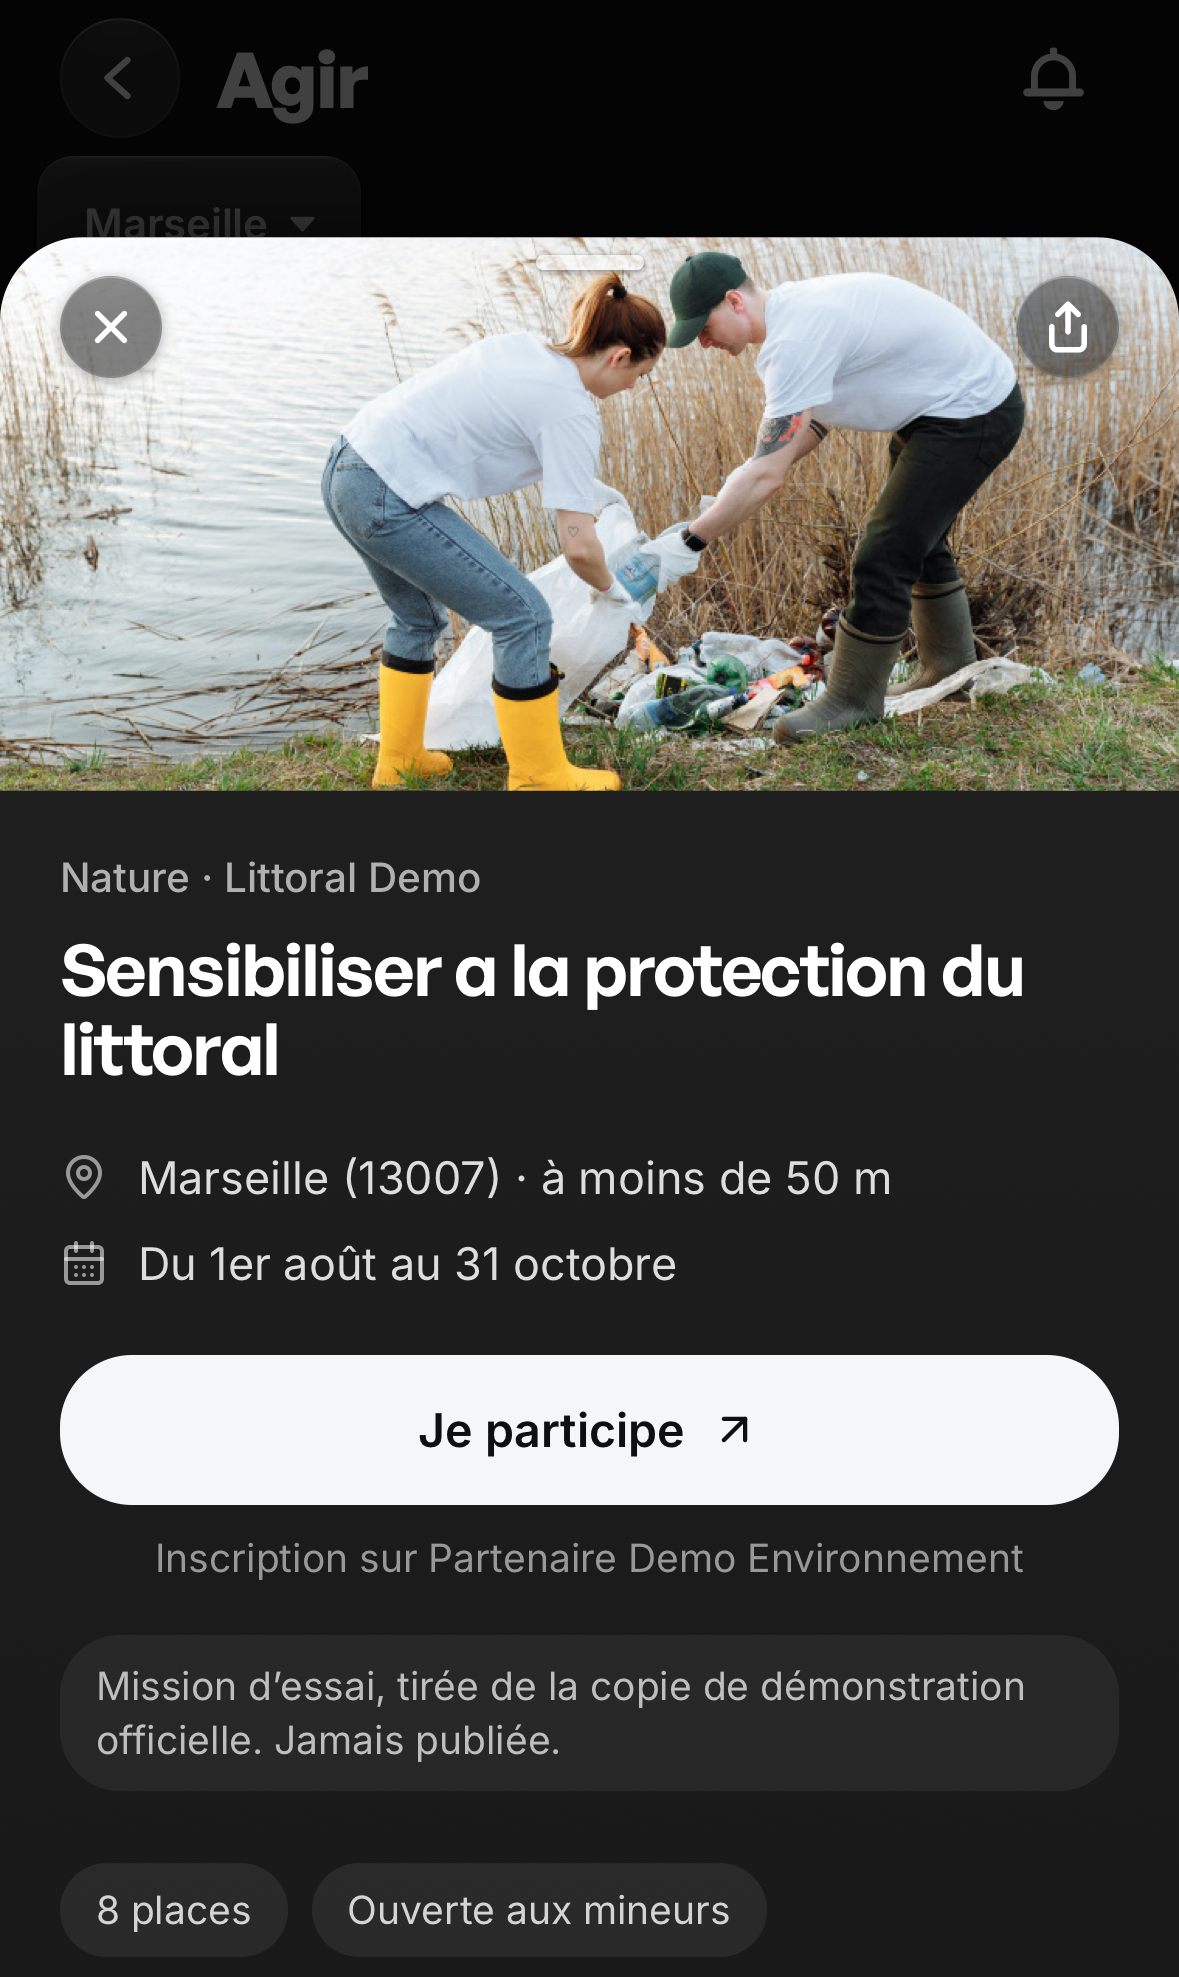 Agir
Marseille
Nature · Littoral Demo
Sensibiliser a la protection du
littoral
Marseille (13007) · à moins de 50 m
Du 1er août au 31 octobre
Je participe
Inscription sur Partenaire Demo Environnement
Mission d’essai, tirée de la copie de démonstration
officielle. Jamais publiée.
8 places
Ouverte aux mineurs